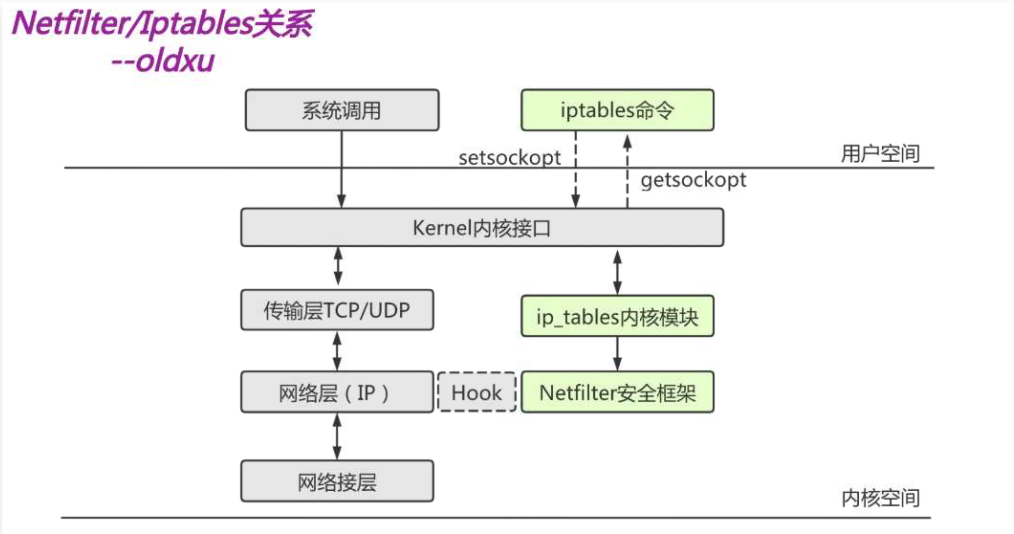 Netfilter/Iptables关系
--oldxu
系统调用
iptables命令
setsockopt
用户空间
getsockopt
Kernel内核接口
传输层TCP/UDP
ip_tables内核模块
网络层（IP）
Hook
Netfilter安全框架
网络接层
内核空间